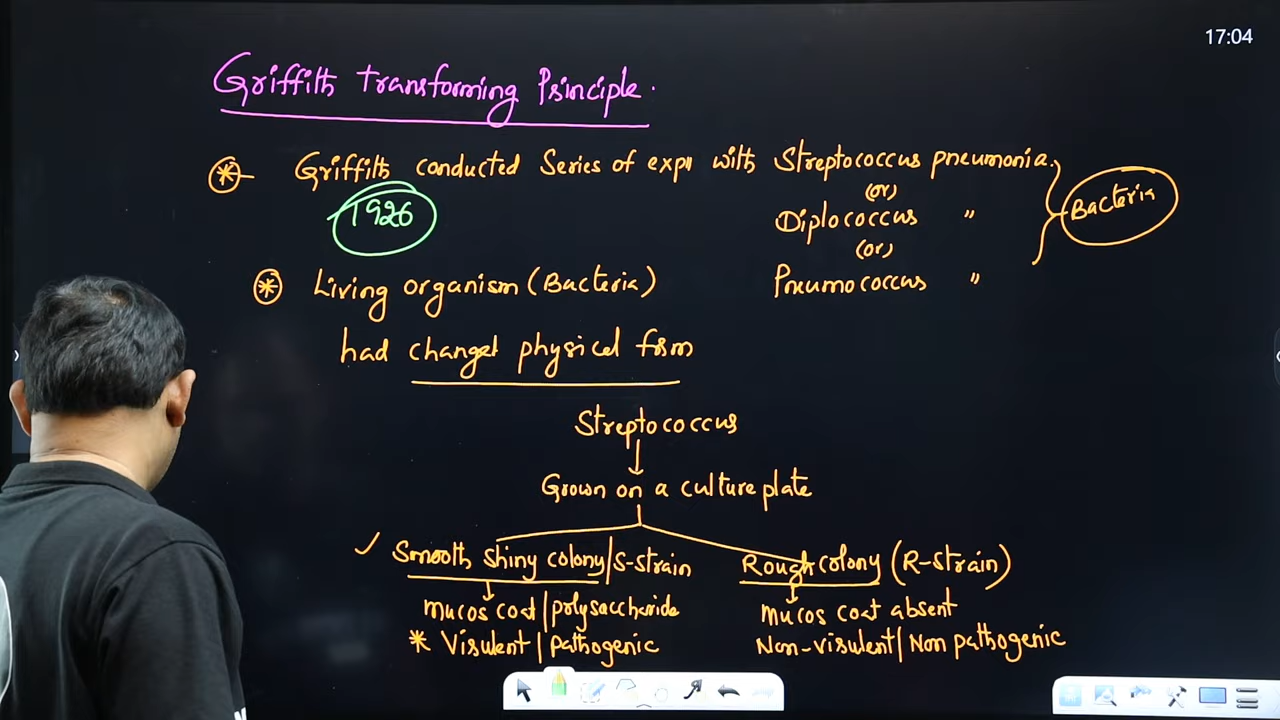 17:04
Griffith transforming Principle.
Griffith conducted Series of expt with Streptococcus pneumonia.
(or)
1926
Diplococcus "
Bacteria
(or)
Living organism (Bacteria)
Pneumococcus "
had changet physical form
Streptococcus
Grown on a culture plate
✓ Smooth shiny colony/S-strain
Rough colony (R-strain)
Mucos coat/polysaccharide
Mucos coat absent
* Virulent/pathogenic
Non-virulent/Non pathogenic